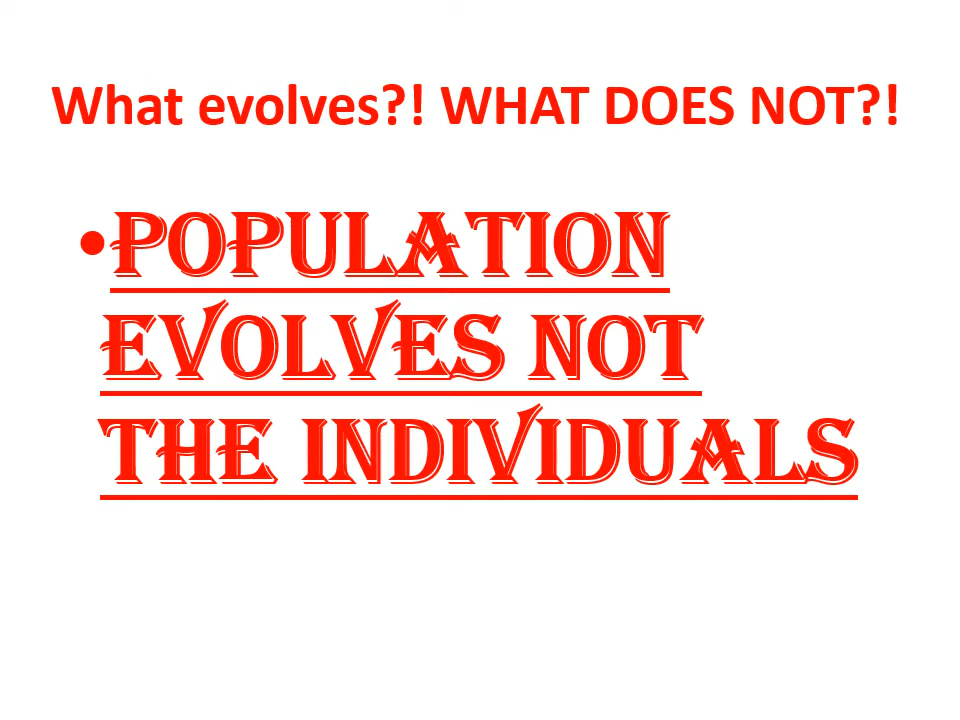 What evolves?! WHAT DOES NOT?!
•POPULATION
EVOLVES NOT
THE INDIVIDUALS